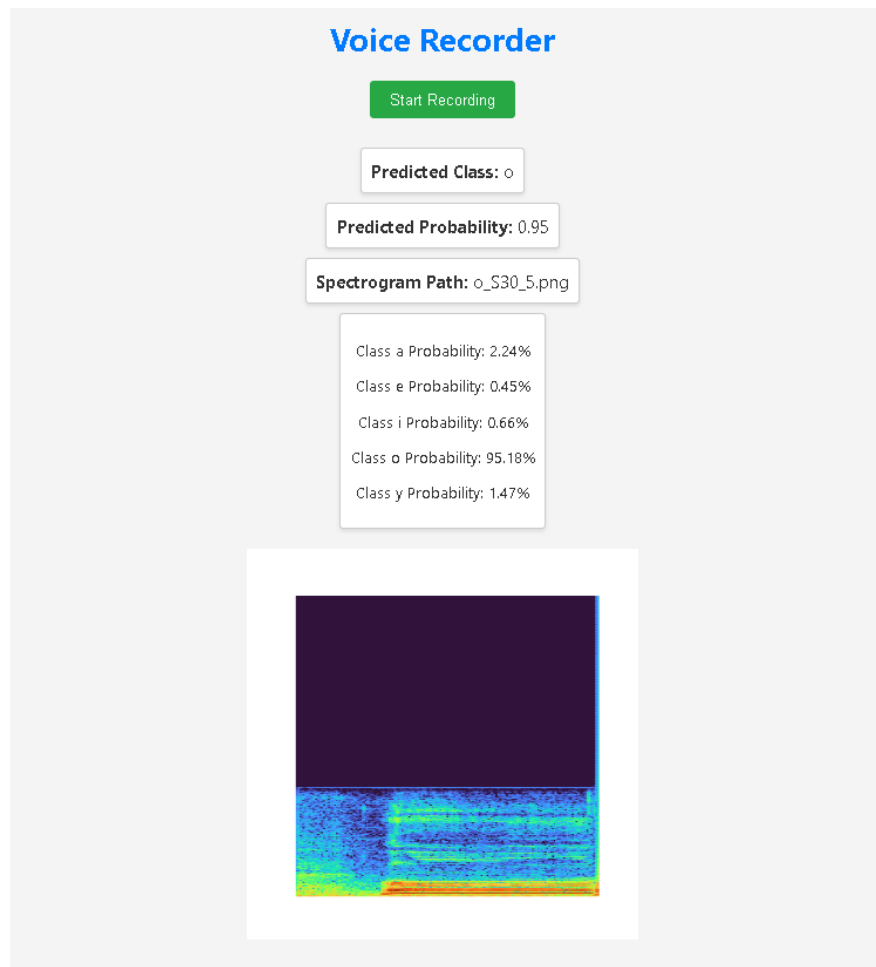 Voice Recorder
Start Recording
Predicted Class: o
Predicted Probability: 0.95
Spectrogram Path: o_S30_5.png
Class a Probability: 2.24%
Class e Probability: 0.45%
Class i Probability: 0.66%
Class o Probability: 95.18%
Class y Probability: 1.47%